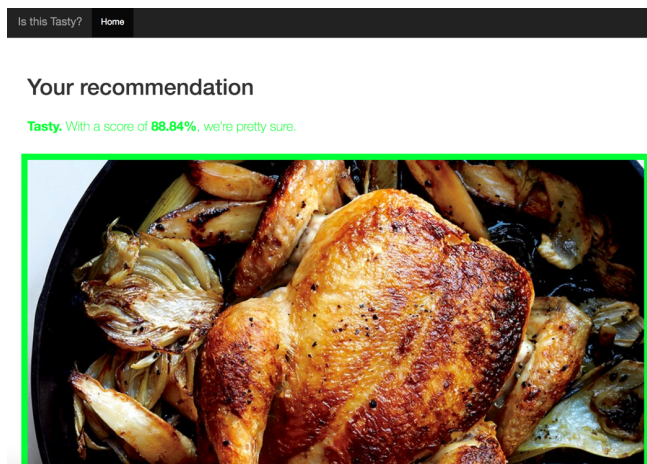 Is this Tasty? Home
Your recommendation
Tasty. With a score of 88.84%, we're pretty sure.